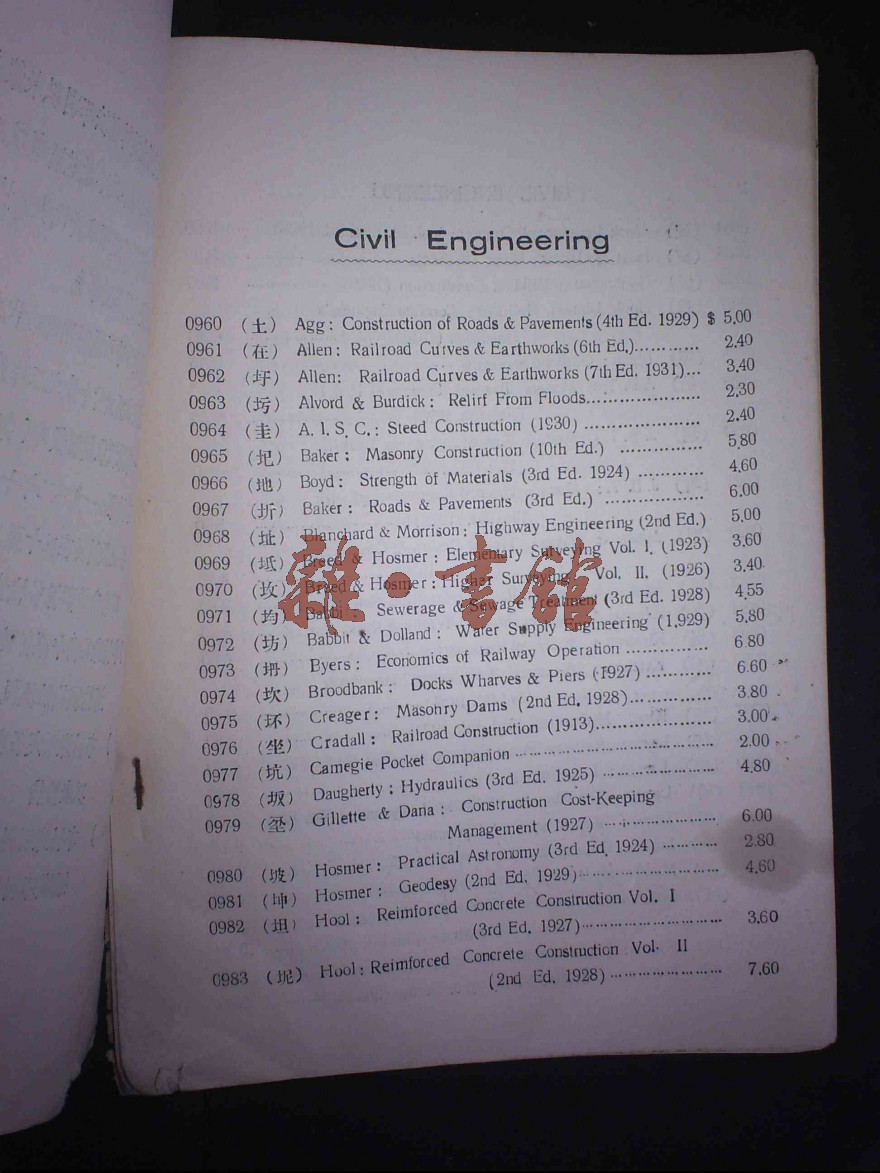 Civil Engineering
0960 (土) Agg: Construction of Roads & Pavements (4th Ed. 1929) $ 5.00
0961 (在) Allen: Railroad Curves & Earthworks (6th Ed.)............ 2.40
0962 (圩) Allen: Railroad Curves & Earthworks (7th Ed. 1931)... 3.40
0963 (圬) Alvord & Burdick: Relirf From Floods..................... 2.30
0964 (圭) A. I. S. C.: Steed Construction (1930) ..................... 2.40
0965 (圮) Baker: Masonry Construction (10th Ed.) ............... 5.80
0966 (地) Boyd: Strength of Materials (3rd Ed. 1924) ............ 4.60
0967 (圻) Baker: Roads & Pavements (3rd Ed.) .................. 6.00
0968 (址) Blanchard & Morrison: Highway Engineering (2nd Ed.) 5.00
0969 (坻) Breed & Hosmer: Elementary Surveying Vol. I. (1923) 3.60
0970 (坟) Breed & Hosmer: Higher Surveying Vol. II. (1926) 3.40
0971 (均) Babbi : Sewerage & Sewage Treatment (3rd Ed. 1928) 4.55
0972 (坊) Babbit & Dolland: Water Supply Engineering (1,929) 5.80
0973 (坍) Byers: Economics of Railway Operation ............... 6.80
0974 (坎) Broodbank: Docks Wharves & Piers (1927) ............ 6.60
0975 (环) Creager: Masonry Dams (2nd Ed. 1928)............... 3.80
0976 (坐) Cradall: Railroad Construction (1913)..................... 3.00
0977 (坑) Camegie Pocket Companion .................................... 2.00
0978 (坂) Daugherty: Hydraulics (3rd Ed. 1925) ..................... 4.80
0979 (坙) Gillette & Dana: Construction Cost-Keeping
Management (1927) ..................... 6.00
0980 (坡) Hosmer: Practical Astronomy (3rd Ed. 1924) ............ 2.80
0981 (坤) Hosmer: Geodesy (2nd Ed. 1929)........................... 4.60
0982 (坦) Hool: Reimforced Concrete Construction Vol. I
(3rd Ed. 1927)........................... 3.60
0983 (坭) Hool: Reimforced Concrete Construction Vol. II
(2nd Ed. 1928) ..................... 7.60
雜·書館